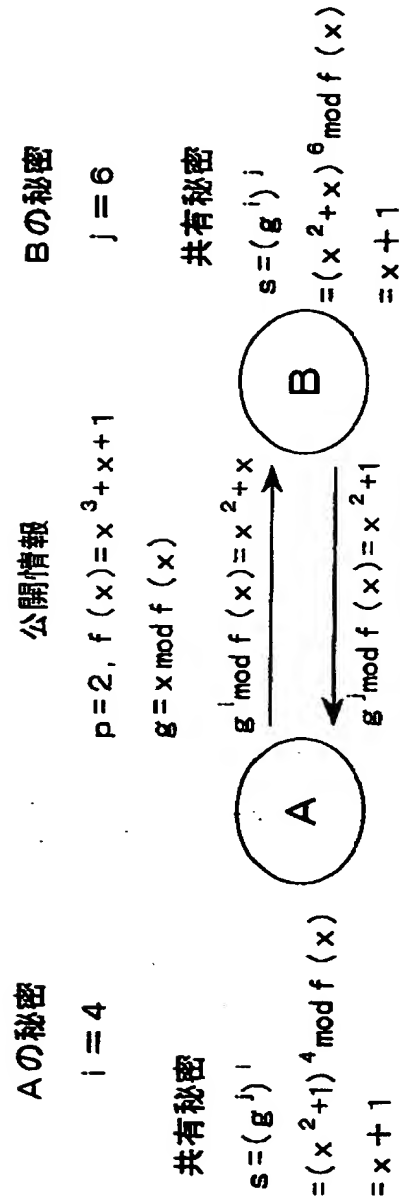 Aの秘密
i=4
共有秘密
s=(g^j)^i
=(x^2+1)^4 mod f (x)
=x+1
公開情報
p=2, f (x)=x^3+x+1
g=x mod f (x)
A
g^i mod f (x)=x^2+x
g^j mod f (x)=x^2+1
B
Bの秘密
j=6
共有秘密
s=(g^i)^j
=(x^2+x)^6 mod f (x)
=x+1